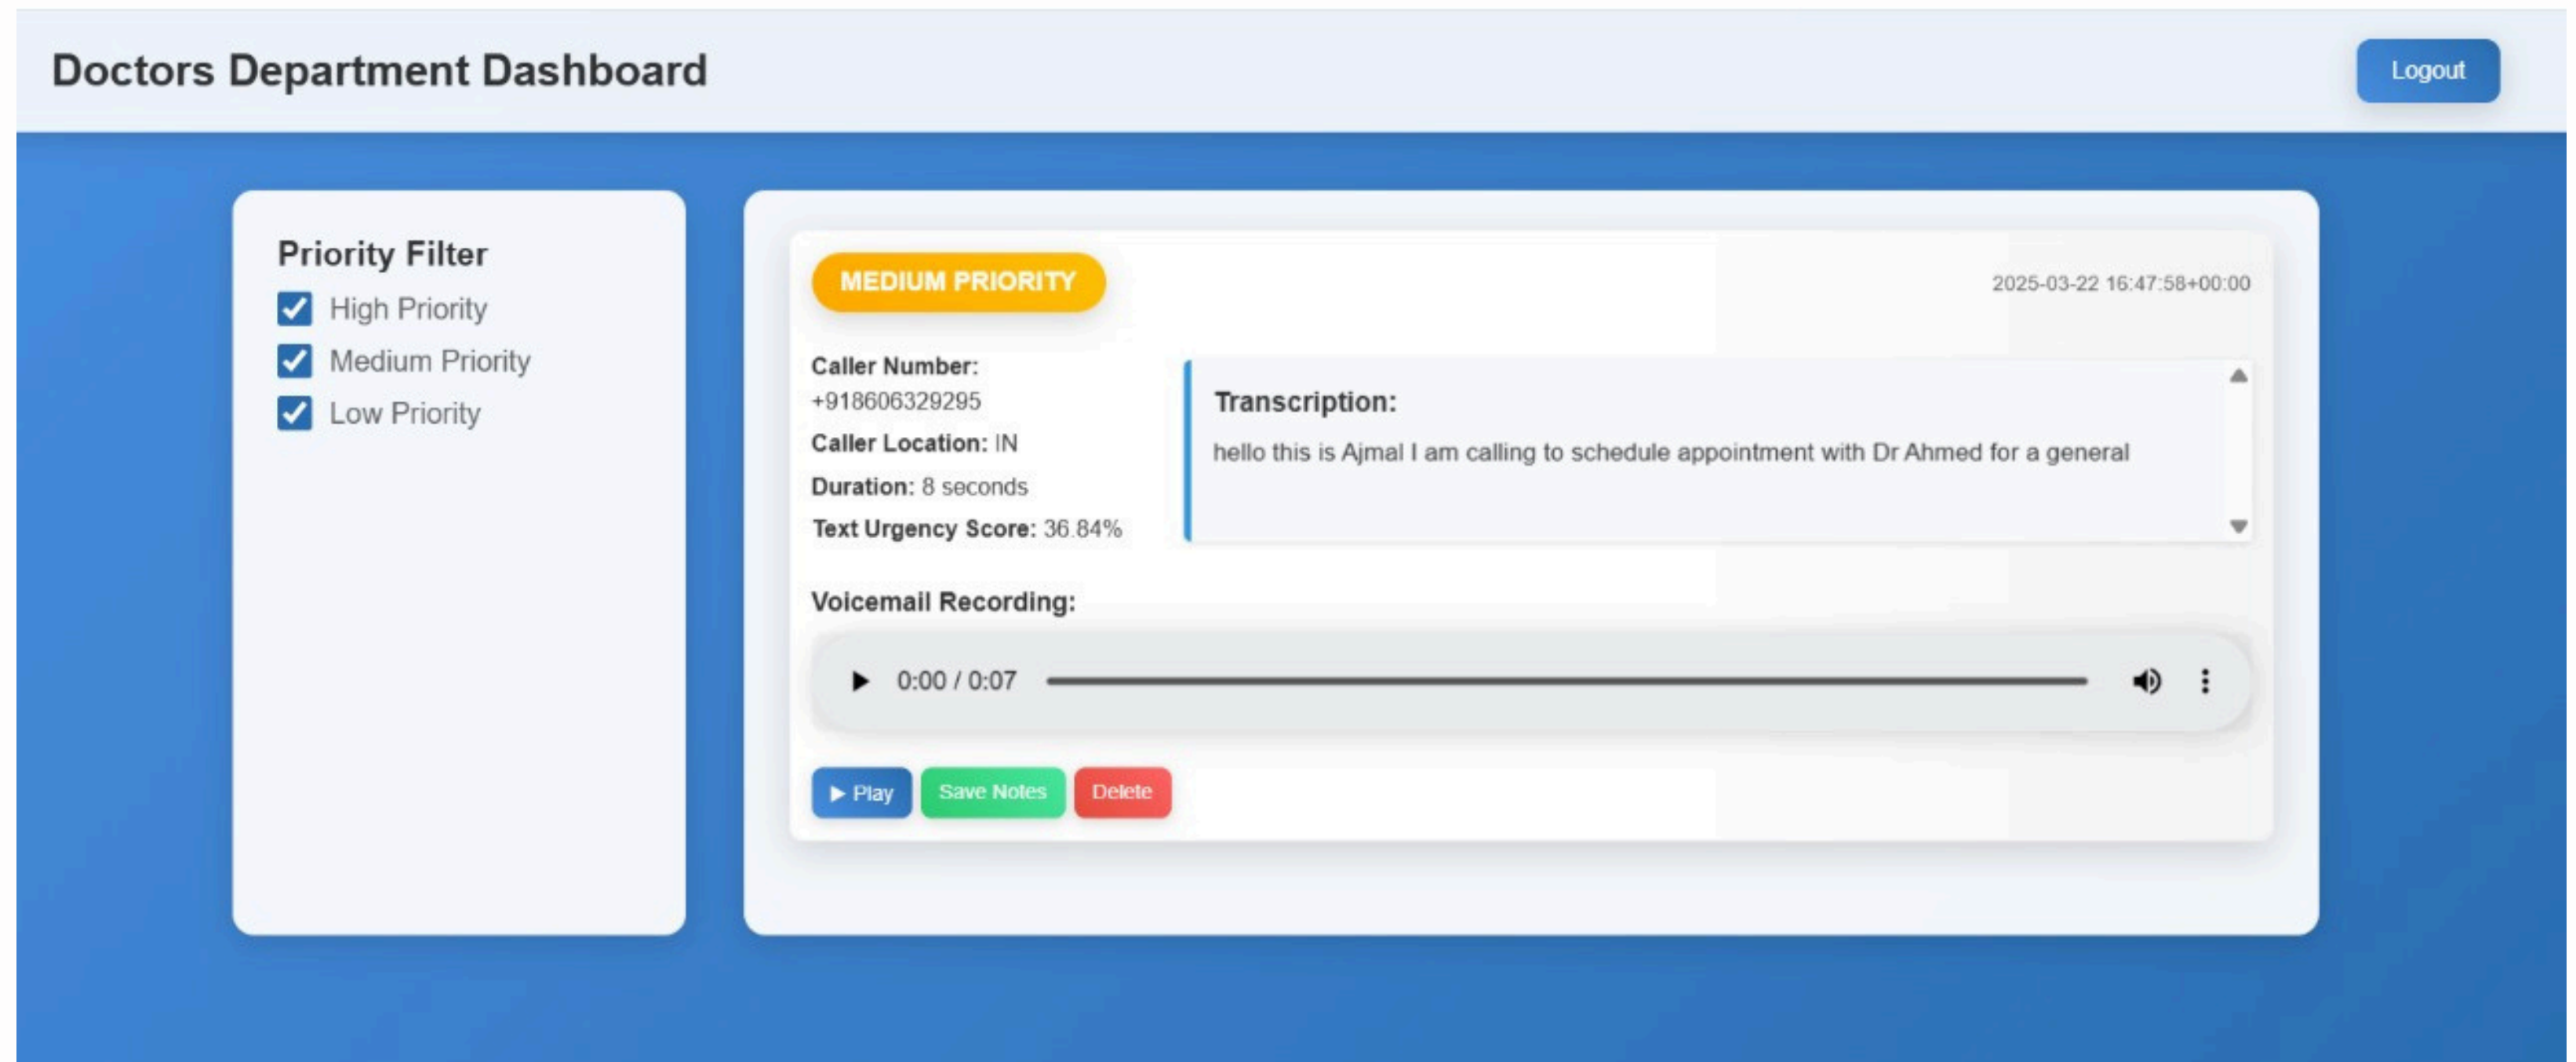 Doctors Department Dashboard
Logout
Priority Filter
High Priority
Medium Priority
Low Priority
MEDIUM PRIORITY
2025-03-22 16:47:58+00:00
Caller Number:
+918606329295
Caller Location: IN
Duration: 8 seconds
Text Urgency Score: 36.84%
Transcription:
hello this is Ajmal I am calling to schedule appointment with Dr Ahmed for a general
Voicemail Recording:
0:00 / 0:07
Play
Save Notes
Delete